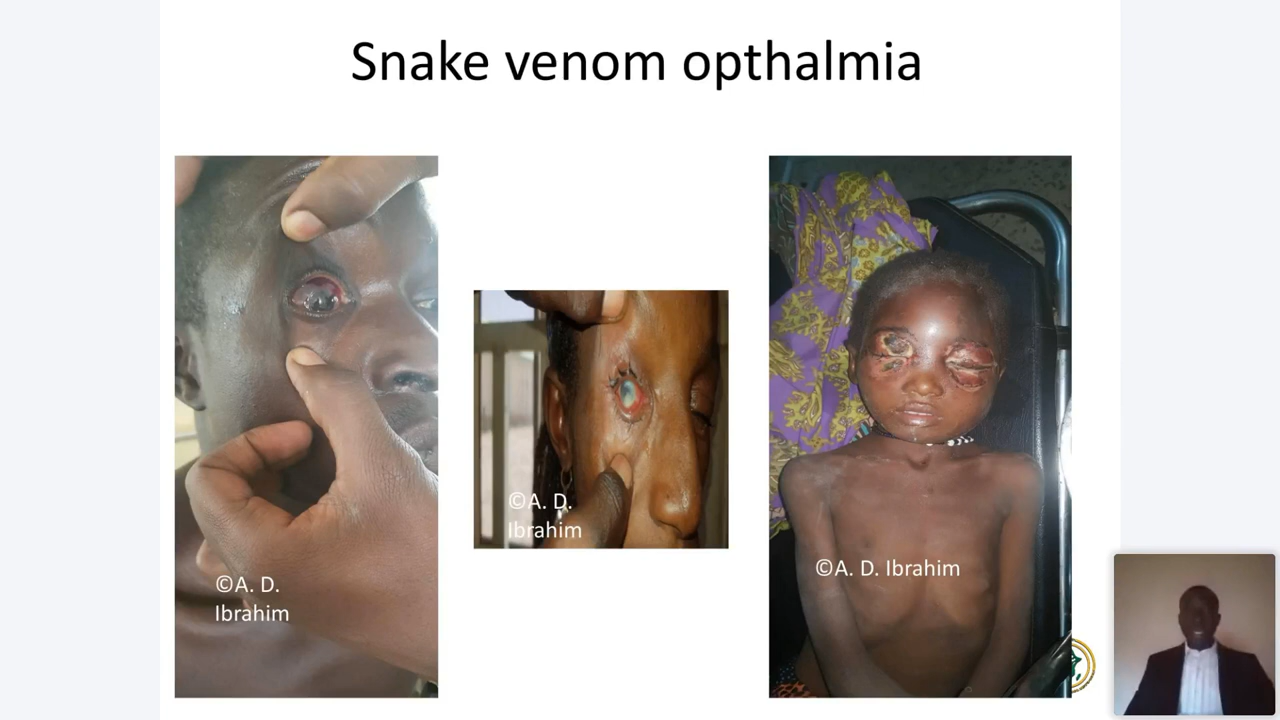 Snake venom opthalmia
©A. D.
Ibrahim
©A. D.
Ibrahim
©A. D. Ibrahim